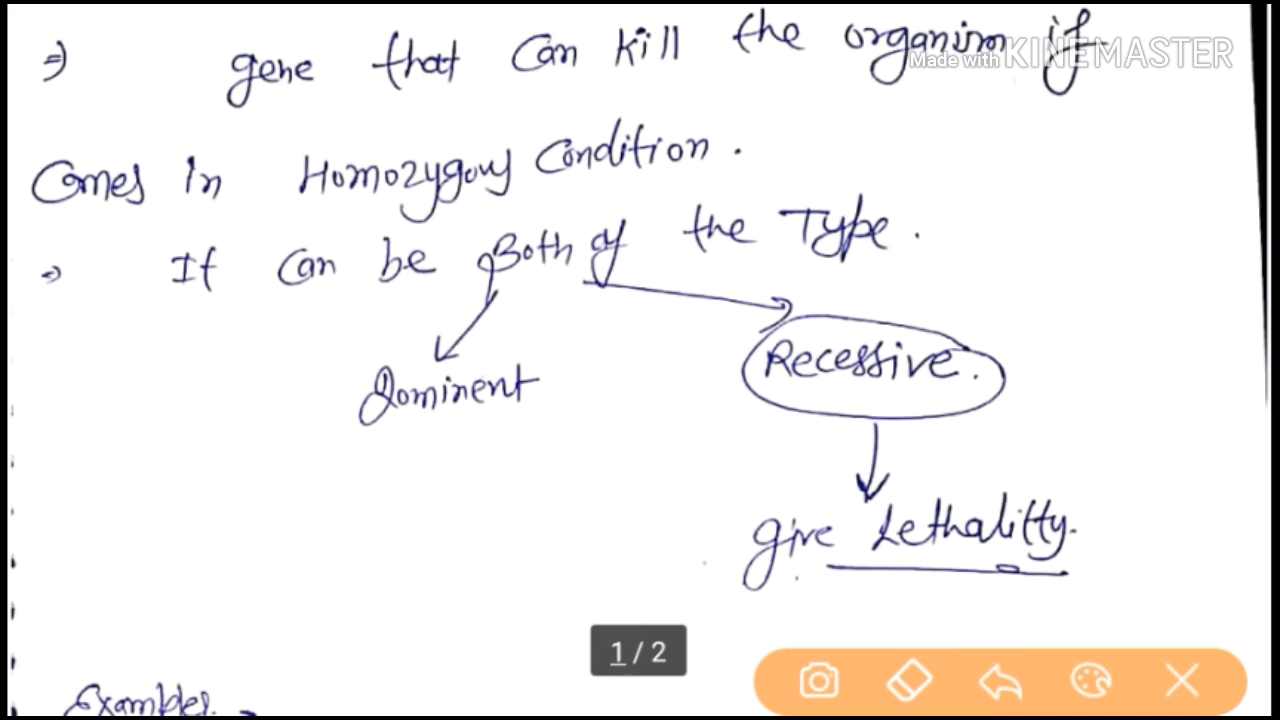 ⇒ gene that can kill the organism if
Made with KINEMASTER
Comes in Homozygous Condition.
⇒ It can be Both of the Type.
Dominent
Recessive.
give Lethalitty.
1 / 2
Examples